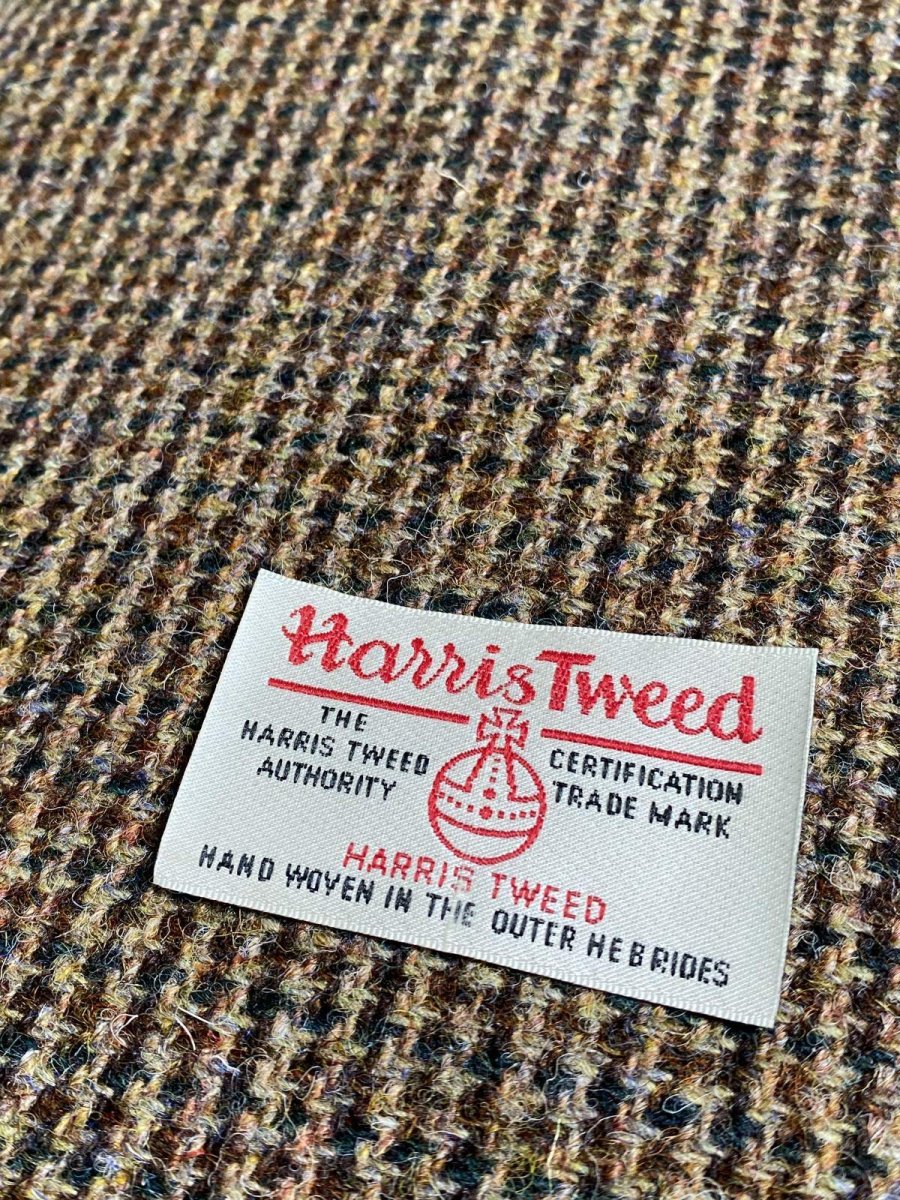 Harris Tweed
THE
HARRIS TWEED
AUTHORITY
CERTIFICATION
TRADE MARK
HARRIS TWEED
HAND WOVEN IN THE OUTER HEBRIDES